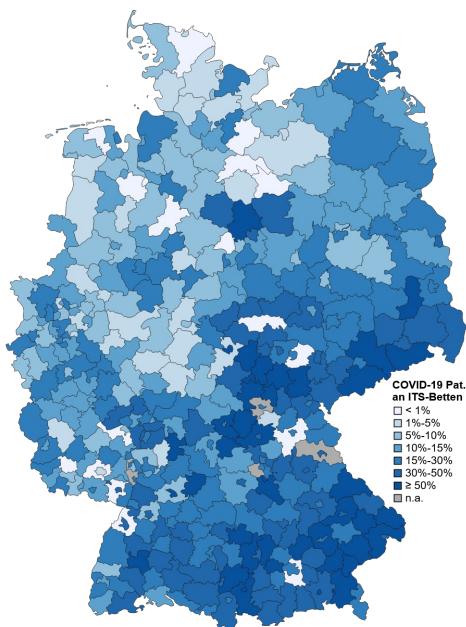 COVID-19 Pat.
an ITS-Betten
< 1%
1%-5%
5%-10%
10%-15%
15%-30%
30%-50%
≥ 50%
n.a.